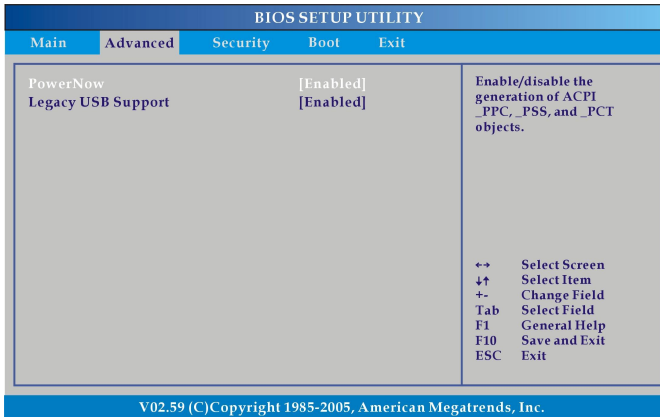 BIOS SETUP UTILITY
Main Advanced Security Boot Exit
PowerNow [Enabled]
Legacy USB Support [Enabled]
Enable/disable the
generation of ACPI
_PPC, _PSS, and _PCT
objects.
←→ Select Screen
↓↑ Select Item
+- Change Field
Tab Select Field
F1 General Help
F10 Save and Exit
ESC Exit
V02.59 (C)Copyright 1985-2005, American Megatrends, Inc.